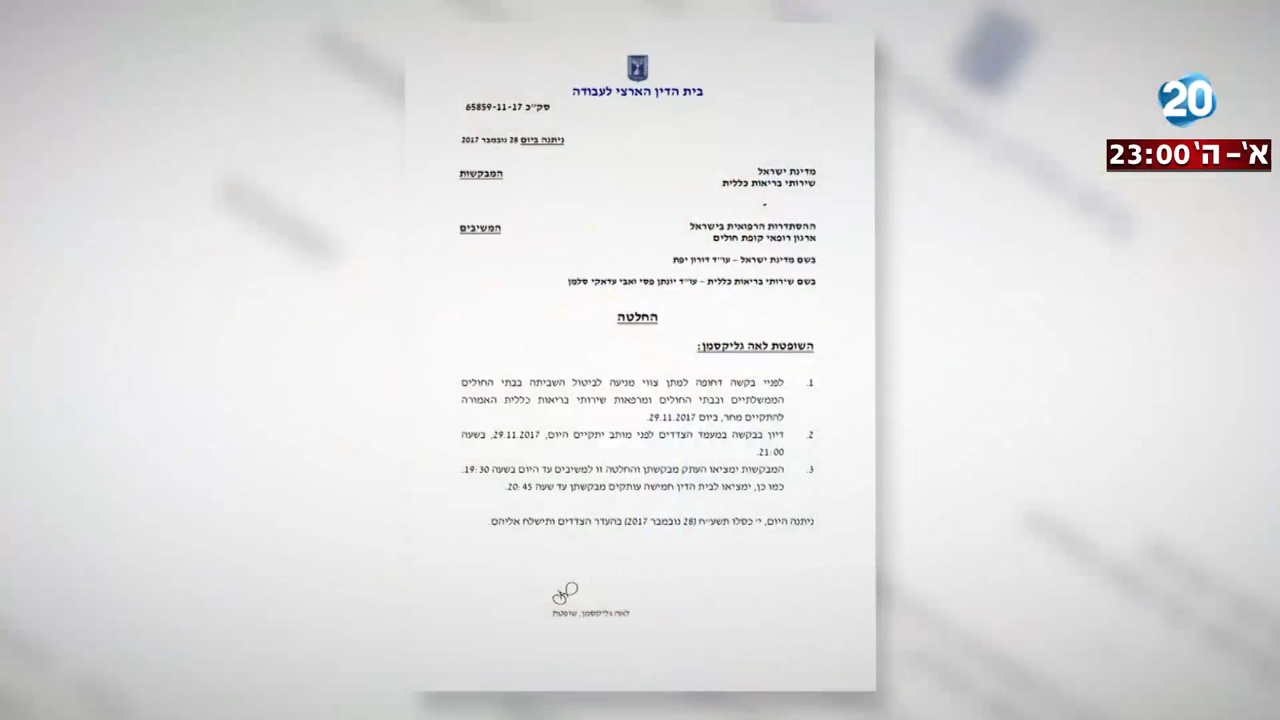 בית הדין הארצי לעבודה
סק"כ 65859-11-17
ניתנה ביום 28 נובמבר 2017
מדינת ישראל
שירותי בריאות כללית
המבקשות
-
ההסתדרות הרפואית בישראל
ארגון רופאי קופת חולים
המשיבים
בשם מדינת ישראל – עו"ד דורון יפת
בשם שירותי בריאות כללית – עו"ד יונתן פסי ואבי עדאקי סלמן
החלטה
השופטת לאה גליקסמן:
1. לפניי בקשה דחופה למתן צווי מניעה לביטול השביתה בבתי החולים
הממשלתיים ובבתי החולים ומרפאות שירותי בריאות כללית האמורה
להתקיים מחר, ביום 29.11.2017.
2. דיון בבקשה במעמד הצדדים לפני מותב יתקיים היום, 29.11.2017, בשעה
21:00.
3. המבקשות ימציאו העתק מבקשתן והחלטה זו למשיבים עד היום בשעה 19:30.
כמו כן, ימציאו לבית הדין חמישה עותקים מבקשתן עד שעה 20:45.
ניתנה היום, י' כסלו תשע"ח (28 נובמבר 2017) בהעדר הצדדים ותישלח אליהם
לאה גליקסמן, שופטת
20
א'-ה' 23:00